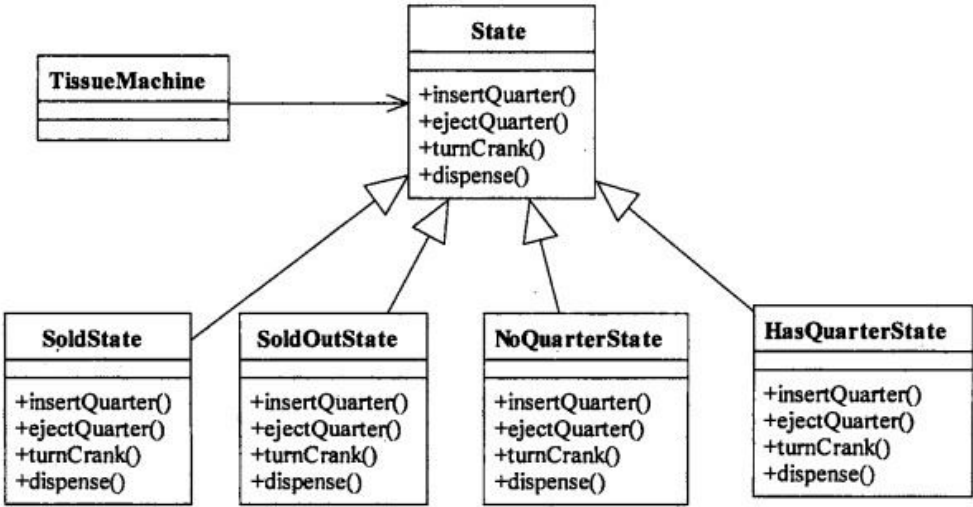 State
+insertQuarter()
+ejectQuarter()
+turnCrank()
+dispense()
TissueMachine
SoldState
+insertQuarter()
+ejectQuarter()
+turnCrank()
+dispense()
SoldOutState
+insertQuarter()
+ejectQuarter()
+turnCrank()
+dispense()
NoQuarterState
+insertQuarter()
+ejectQuarter()
+turnCrank()
+dispense()
HasQuarterState
+insertQuarter()
+ejectQuarter()
+turnCrank()
+dispense()